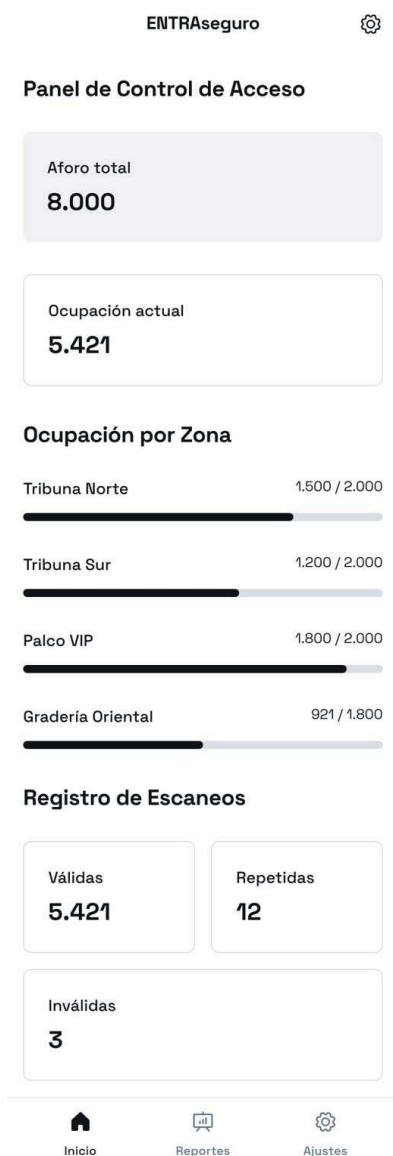 ENTRAseguro
Panel de Control de Acceso
Aforo total
8.000
Ocupación actual
5.421
Ocupación por Zona
Tribuna Norte 1.500 / 2.000
Tribuna Sur 1.200 / 2.000
Palco VIP 1.800 / 2.000
Gradería Oriental 921 / 1.800
Registro de Escaneos
Válidas Repetidas
5.421 12
Inválidas
3
Inicio Reportes Ajustes